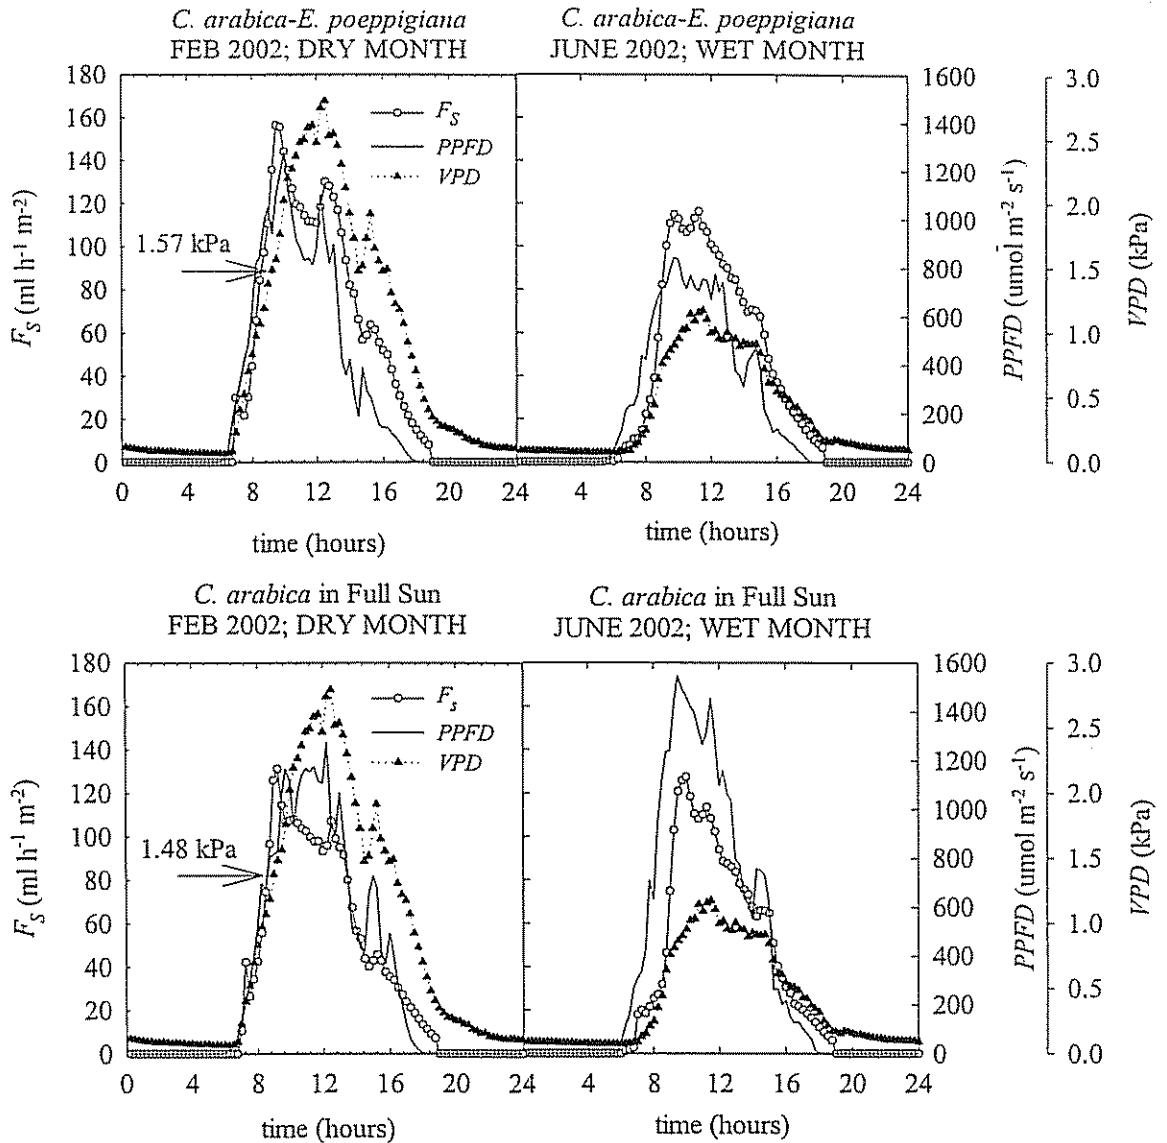 C. arabica-E. poeppigiana
FEB 2002; DRY MONTH
C. arabica-E. poeppigiana
JUNE 2002; WET MONTH
180
160
140
120
100
80
60
40
20
0
F_S (ml h⁻¹ m⁻²)
1.57 kPa
F_S
PPFD
VPD
1600
1400
1200
1000
800
600
400
200
0
PPFD (umol m⁻² s⁻¹)
3.0
2.5
2.0
1.5
1.0
0.5
0.0
VPD (kPa)
0 4 8 12 16 20 24
4 8 12 16 20 24
time (hours)
time (hours)
C. arabica in Full Sun
FEB 2002; DRY MONTH
C. arabica in Full Sun
JUNE 2002; WET MONTH
180
160
140
120
100
80
60
40
20
0
F_S (ml h⁻¹ m⁻²)
1.48 kPa
F_s
PPFD
VPD
1600
1400
1200
1000
800
600
400
200
0
PPFD (umol m⁻² s⁻¹)
3.0
2.5
2.0
1.5
1.0
0.5
0.0
VPD (kPa)
0 4 8 12 16 20 24
4 8 12 16 20 24
time (hours)
time (hours)